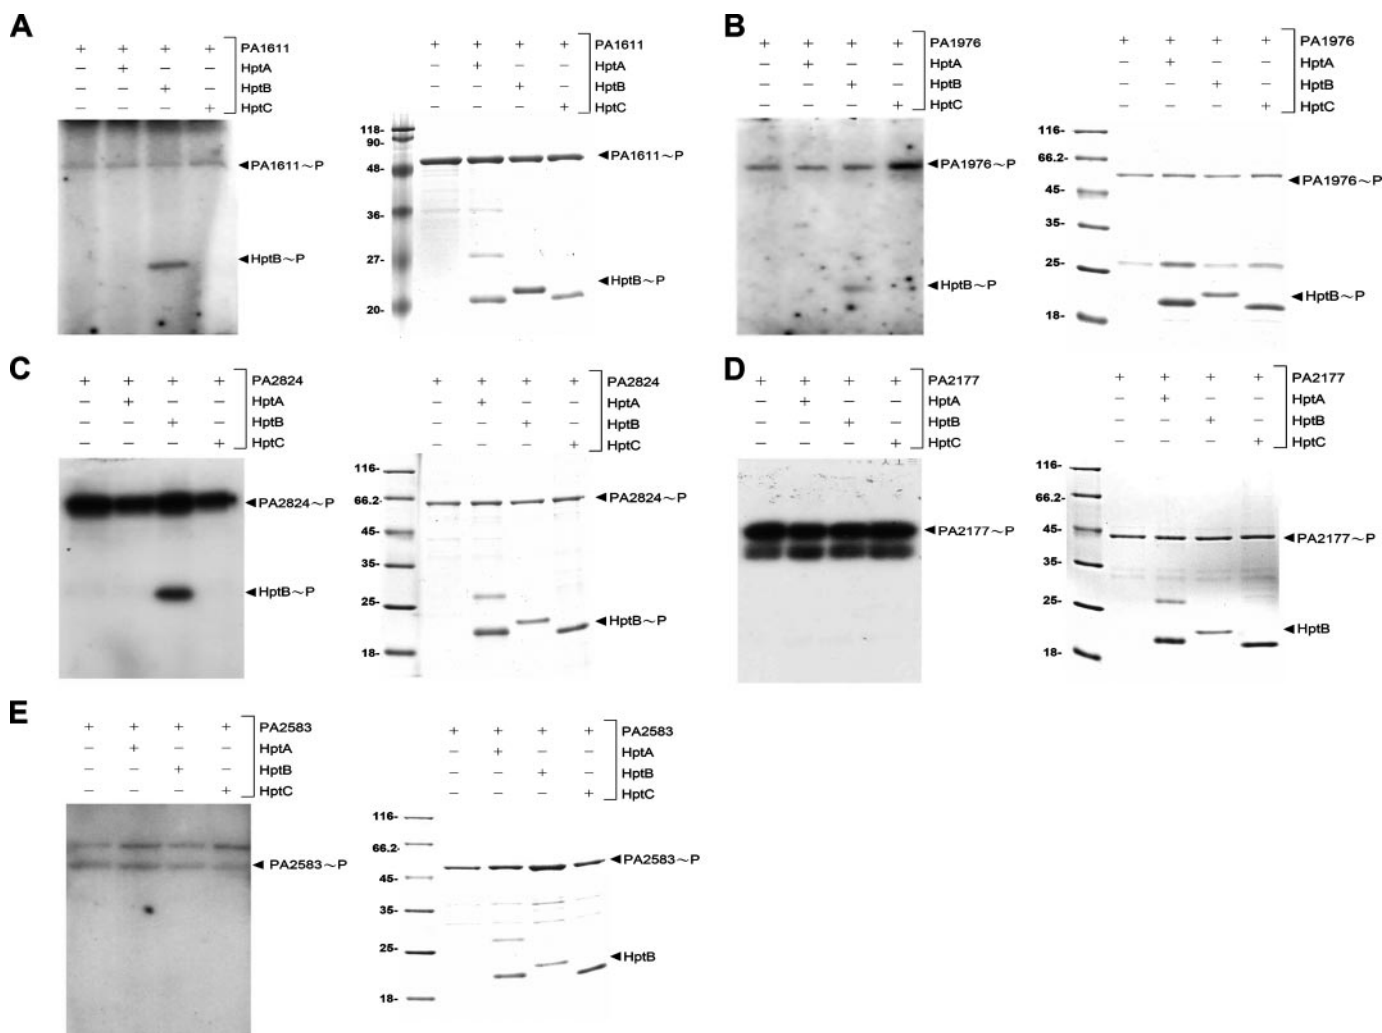 A
+ + + + PA1611
− + − − HptA
− − + − HptB
− − − + HptC
PA1611~P
HptB~P
+ + + + PA1611
− + − − HptA
− − + − HptB
− − − + HptC
118-
90-
48-
36-
27-
20-
PA1611~P
HptB~P
B
+ + + + PA1976
− + − − HptA
− − + − HptB
− − − + HptC
PA1976~P
HptB~P
+ + + + PA1976
− + − − HptA
− − + − HptB
− − − + HptC
116-
66.2-
45-
35-
25-
18-
PA1976~P
HptB~P
C
+ + + + PA2824
− + − − HptA
− − + − HptB
− − − + HptC
PA2824~P
HptB~P
+ + + + PA2824
− + − − HptA
− − + − HptB
− − − + HptC
116-
66.2-
45-
35-
25-
18-
PA2824~P
HptB~P
D
+ + + + PA2177
− + − − HptA
− − + − HptB
− − − + HptC
PA2177~P
+ + + + PA2177
− + − − HptA
− − + − HptB
− − − + HptC
116-
66.2-
45-
35-
25-
18-
PA2177~P
HptB
E
+ + + + PA2583
− + − − HptA
− − + − HptB
− − − + HptC
PA2583~P
+ + + + PA2583
− + − − HptA
− − + − HptB
− − − + HptC
116-
66.2-
45-
35-
25-
18-
PA2583~P
HptB